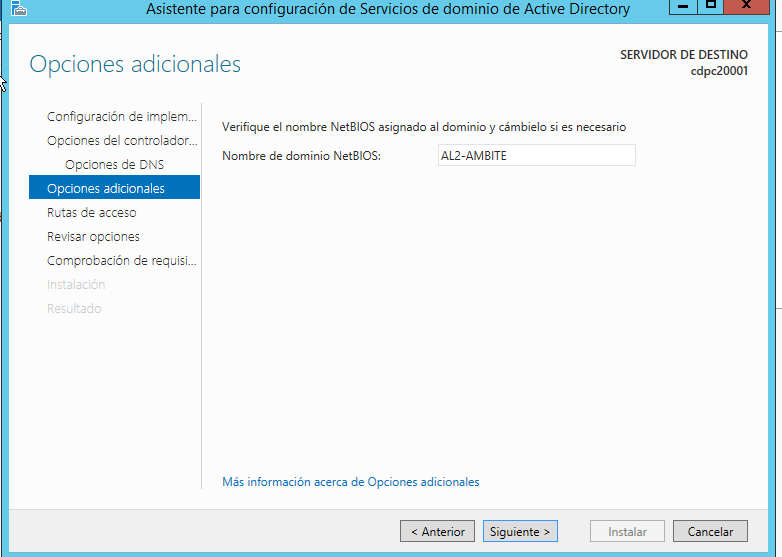 Asistente para configuración de Servicios de dominio de Active Directory
Opciones adicionales
SERVIDOR DE DESTINO
cdpc20001
Configuración de implem...
Opciones del controlador...
Opciones de DNS
Opciones adicionales
Rutas de acceso
Revisar opciones
Comprobación de requisi...
Instalación
Resultado
Verifique el nombre NetBIOS asignado al dominio y cámbielo si es necesario
Nombre de dominio NetBIOS: AL2-AMBITE
Más información acerca de Opciones adicionales
< Anterior Siguiente > Instalar Cancelar